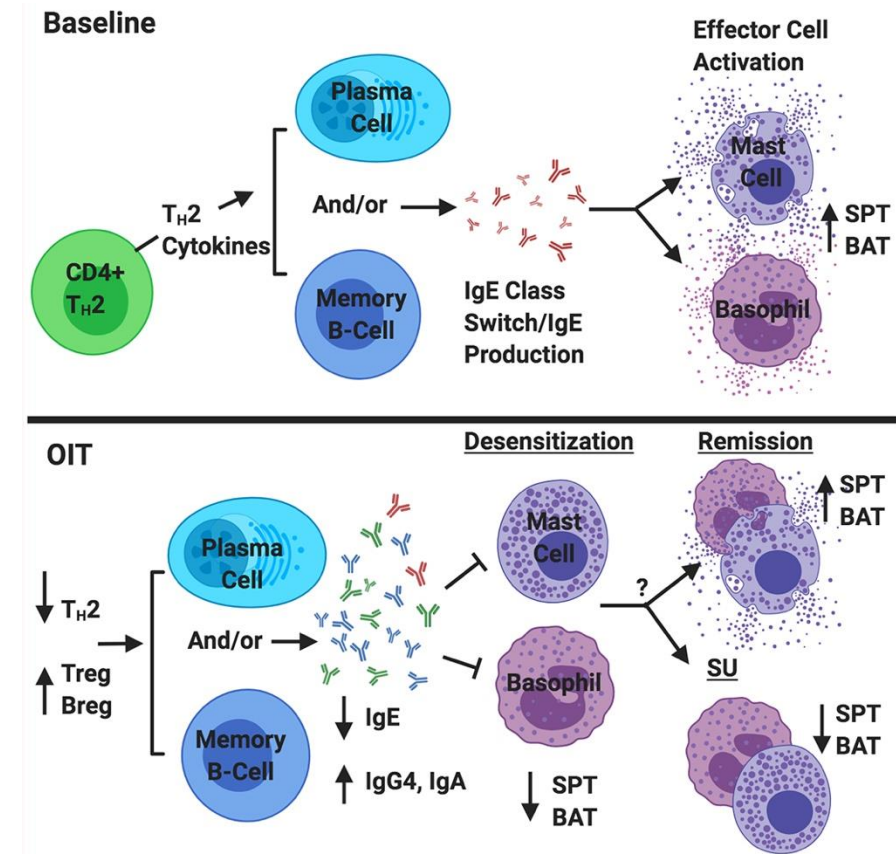 Baseline
Effector Cell
Activation
Plasma
Cell
Mast
Cell
TH2
Cytokines
And/or
SPT
BAT
CD4+
TH2
Memory
B-Cell
IgE Class
Switch/IgE
Production
Basophil
OIT
Desensitization
Remission
Plasma
Cell
Mast
Cell
SPT
BAT
?
TH2
Treg
Breg
And/or
Basophil
SU
IgE
Memory
B-Cell
IgG4, IgA
SPT
BAT
SPT
BAT